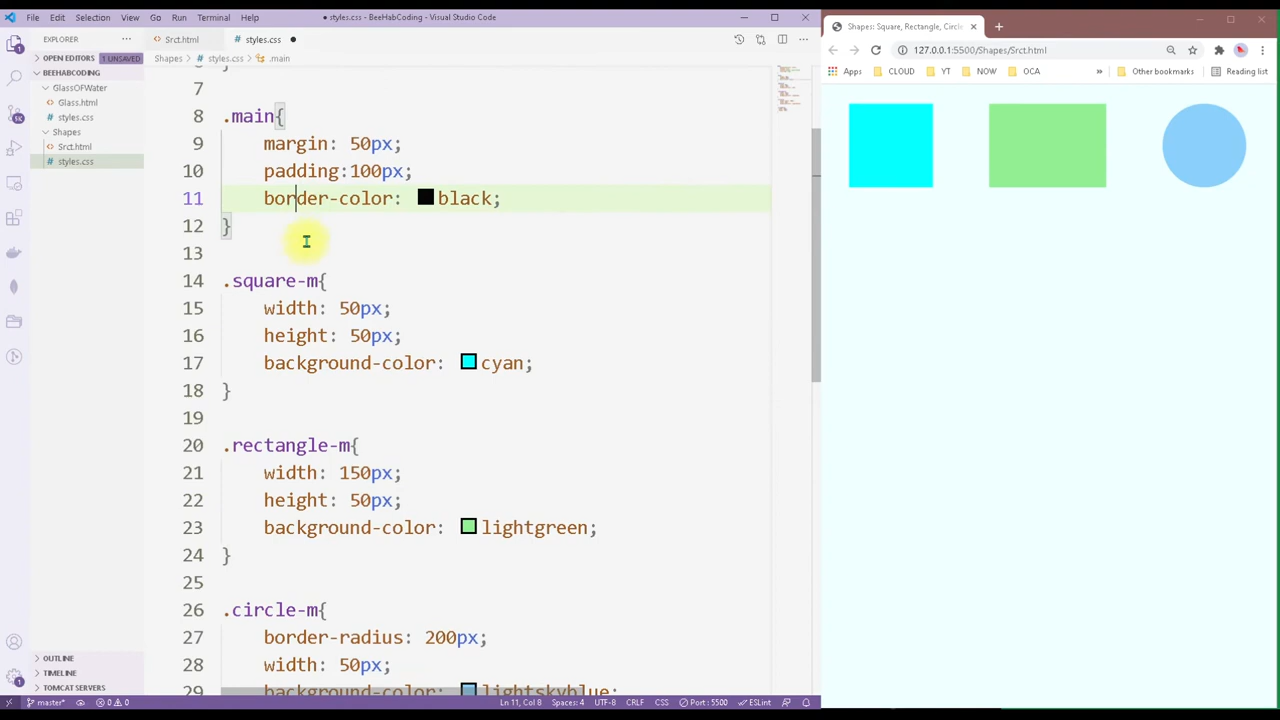 File Edit Selection View Go Run Terminal Help
● styles.css - BeeHabCoding - Visual Studio Code
EXPLORER
OPEN EDITORS 1 UNSAVED
BEEHABCODING
GlassOfWater
Glass.html
styles.css
Shapes
Srct.html
styles.css
OUTLINE
TIMELINE
TOMCAT SERVERS
Srct.html styles.css ●
Shapes > styles.css > .main
7
8 .main{
9 margin: 50px;
10 padding:100px;
11 border-color: black;
12 }
13
14 .square-m{
15 width: 50px;
16 height: 50px;
17 background-color: cyan;
18 }
19
20 .rectangle-m{
21 width: 150px;
22 height: 50px;
23 background-color: lightgreen;
24 }
25
26 .circle-m{
27 border-radius: 200px;
28 width: 50px;
29 background-color: lightskyblue;
master* 0 0 Ln 11, Col 8 Spaces: 4 UTF-8 CRLF CSS Port : 5500 ESLint
Shapes: Square, Rectangle, Circle
127.0.0.1:5500/Shapes/Srct.html
Apps CLOUD YT NOW OCA » Other bookmarks Reading list